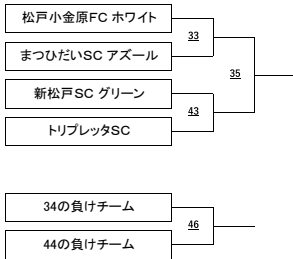 松戸小金原FC ホワイト
33
まつひだいSC アズール
35
新松戸SC グリーン
43
トリプレッタSC
34の負けチーム
46
44の負けチーム